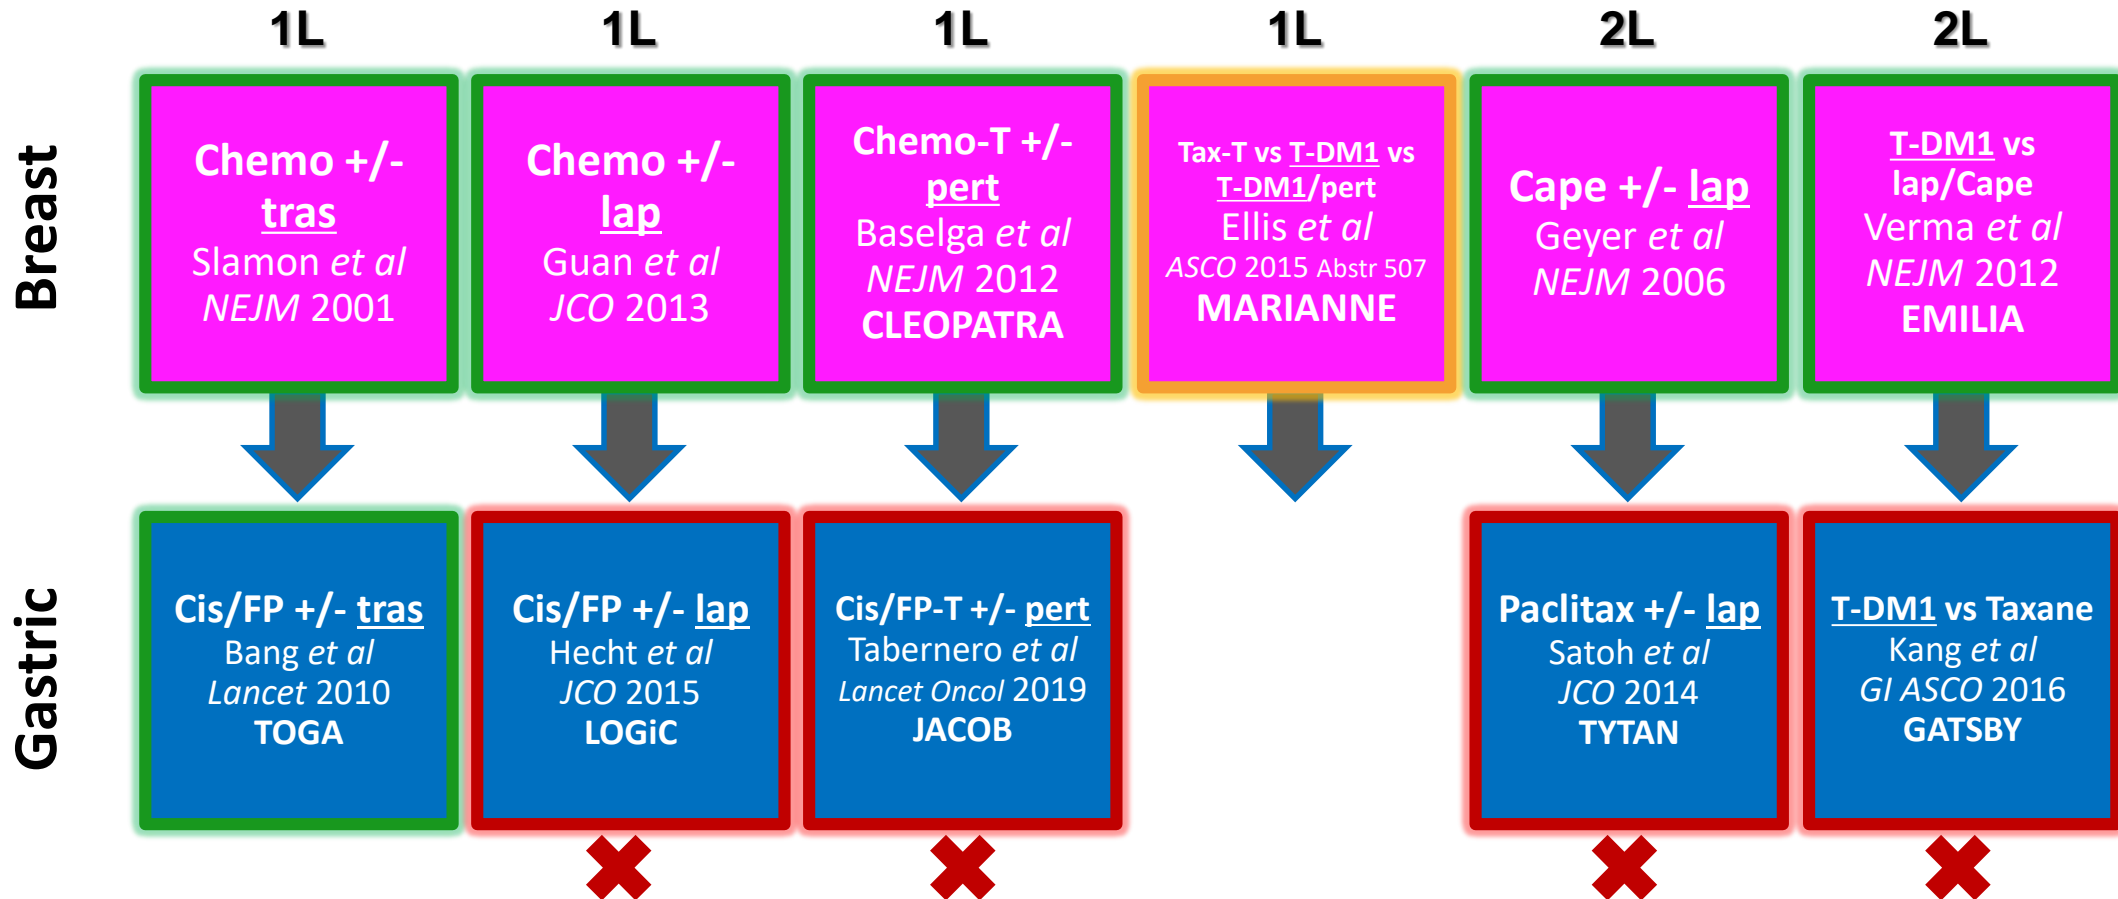 1L
1L
1L
1L
2L
2L
Breast
Chemo +/-
tras
Slamon et al
NEJM 2001
Chemo +/-
lap
Guan et al
JCO 2013
Chemo-T +/-
pert
Baselga et al
NEJM 2012
CLEOPATRA
Tax-T vs T-DM1 vs
T-DM1/pert
Ellis et al
ASCO 2015 Abstr 507
MARIANNE
Cape +/- lap
Geyer et al
NEJM 2006
T-DM1 vs
lap/Cape
Verma et al
NEJM 2012
EMILIA
Gastric
Cis/FP +/- tras
Bang et al
Lancet 2010
TOGA
Cis/FP +/- lap
Hecht et al
JCO 2015
LOGiC
Cis/FP-T +/- pert
Tabernero et al
Lancet Oncol 2019
JACOB
Paclitax +/- lap
Satoh et al
JCO 2014
TYTAN
T-DM1 vs Taxane
Kang et al
GI ASCO 2016
GATSBY